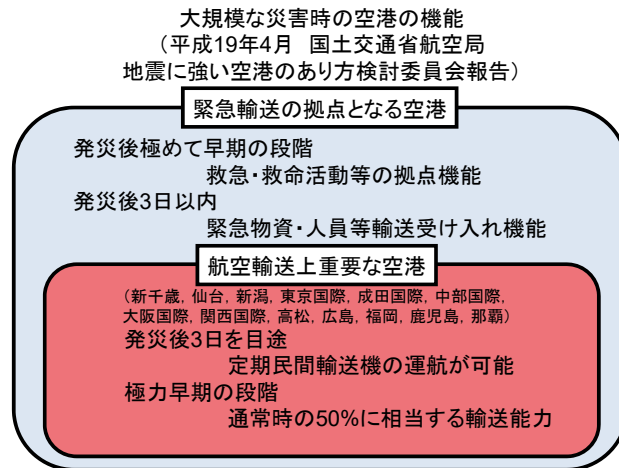 大規模な災害時の空港の機能
（平成19年4月　国土交通省航空局
地震に強い空港のあり方検討委員会報告）
緊急輸送の拠点となる空港
発災後極めて早期の段階
救急・救命活動等の拠点機能
発災後3日以内
緊急物資・人員等輸送受け入れ機能
航空輸送上重要な空港
（新千歳, 仙台, 新潟, 東京国際, 成田国際, 中部国際,
大阪国際, 関西国際, 高松, 広島, 福岡, 鹿児島, 那覇）
発災後3日を目途
定期民間輸送機の運航が可能
極力早期の段階
通常時の50%に相当する輸送能力